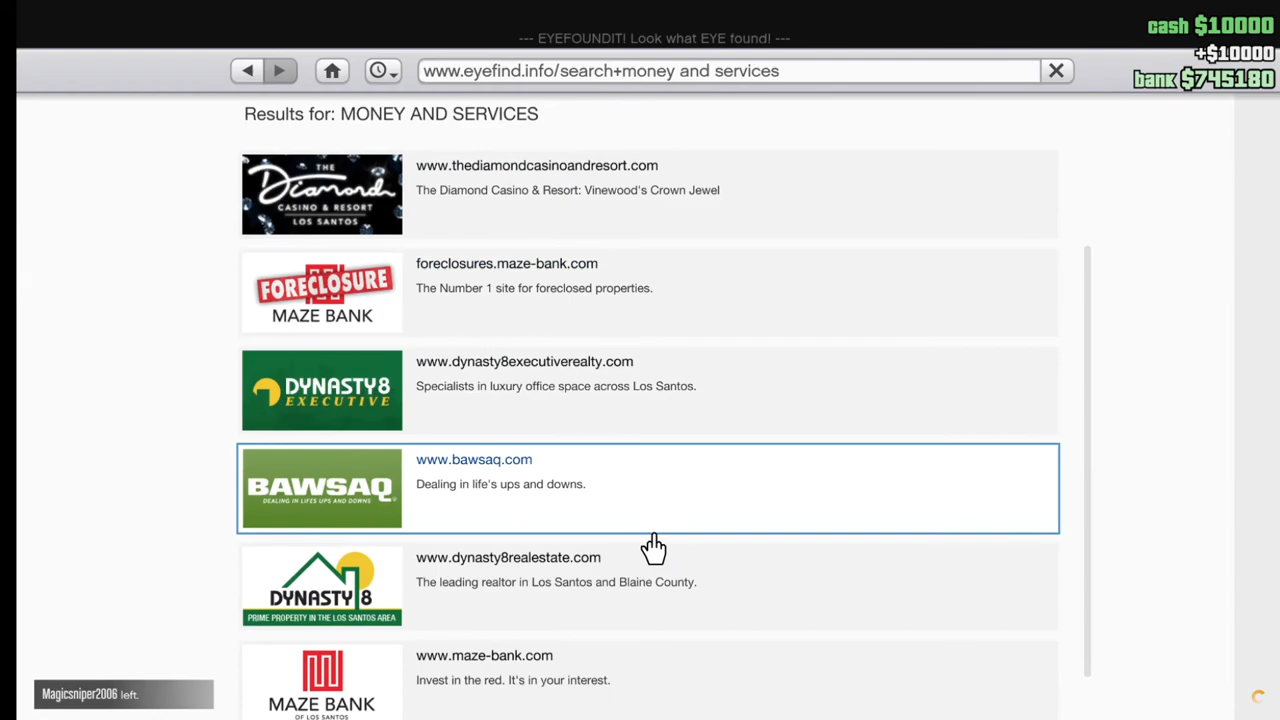 --- EYEFOUNDIT! Look what EYE found! ---
cash $10000
+$10000
bank $745180
www.eyefind.info/search+money and services
Results for: MONEY AND SERVICES
THE
Diamond
CASINO & RESORT
LOS SANTOS
www.thediamondcasinoandresort.com
The Diamond Casino & Resort: Vinewood's Crown Jewel
FORECLOSURE
MAZE BANK
foreclosures.maze-bank.com
The Number 1 site for foreclosed properties.
DYNASTY8
EXECUTIVE
www.dynasty8executiverealty.com
Specialists in luxury office space across Los Santos.
BAWSAQ
DEALING IN LIFE'S UPS AND DOWNS
www.bawsaq.com
Dealing in life's ups and downs.
DYNASTY 8
PRIME PROPERTY IN THE LOS SANTOS AREA
www.dynasty8realestate.com
The leading realtor in Los Santos and Blaine County.
MAZE BANK
OF LOS SANTOS
www.maze-bank.com
Invest in the red. It's in your interest.
Magicsniper2006 left.